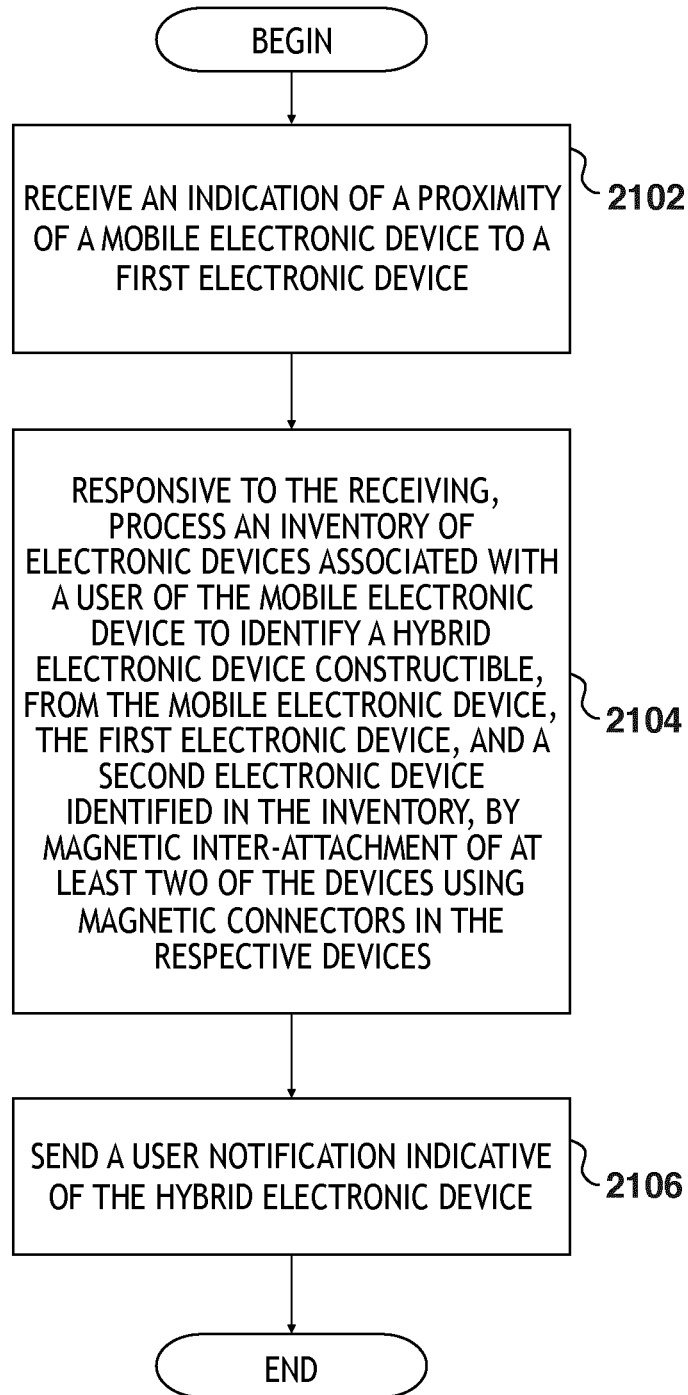 BEGIN
RECEIVE AN INDICATION OF A PROXIMITY
OF A MOBILE ELECTRONIC DEVICE TO A
FIRST ELECTRONIC DEVICE
2102
RESPONSIVE TO THE RECEIVING,
PROCESS AN INVENTORY OF
ELECTRONIC DEVICES ASSOCIATED WITH
A USER OF THE MOBILE ELECTRONIC
DEVICE TO IDENTIFY A HYBRID
ELECTRONIC DEVICE CONSTRUCTIBLE,
FROM THE MOBILE ELECTRONIC DEVICE,
THE FIRST ELECTRONIC DEVICE, AND A
SECOND ELECTRONIC DEVICE
IDENTIFIED IN THE INVENTORY, BY
MAGNETIC INTER-ATTACHMENT OF AT
LEAST TWO OF THE DEVICES USING
MAGNETIC CONNECTORS IN THE
RESPECTIVE DEVICES
2104
SEND A USER NOTIFICATION INDICATIVE
OF THE HYBRID ELECTRONIC DEVICE
2106
END